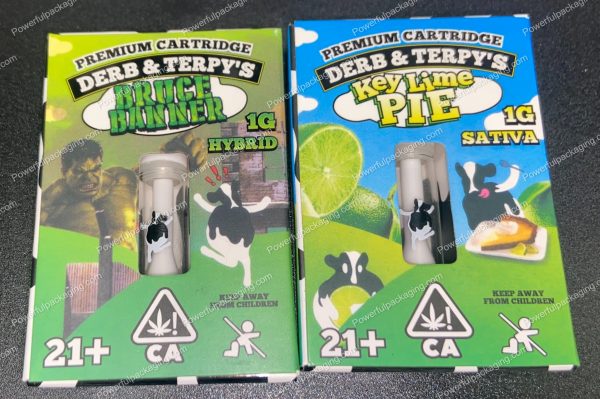 PREMIUM CARTRIDGE
DERB & TERPY'S
BRUCE
BANNER
1G
HYBRID
KEEP AWAY
FROM CHILDREN
21+
CA
PREMIUM CARTRIDGE
DERB & TERPY'S
Key Lime
PIE
1G
SATIVA
KEEP AWAY
FROM CHILDREN
21+
CA
Powerfulpackaging.com